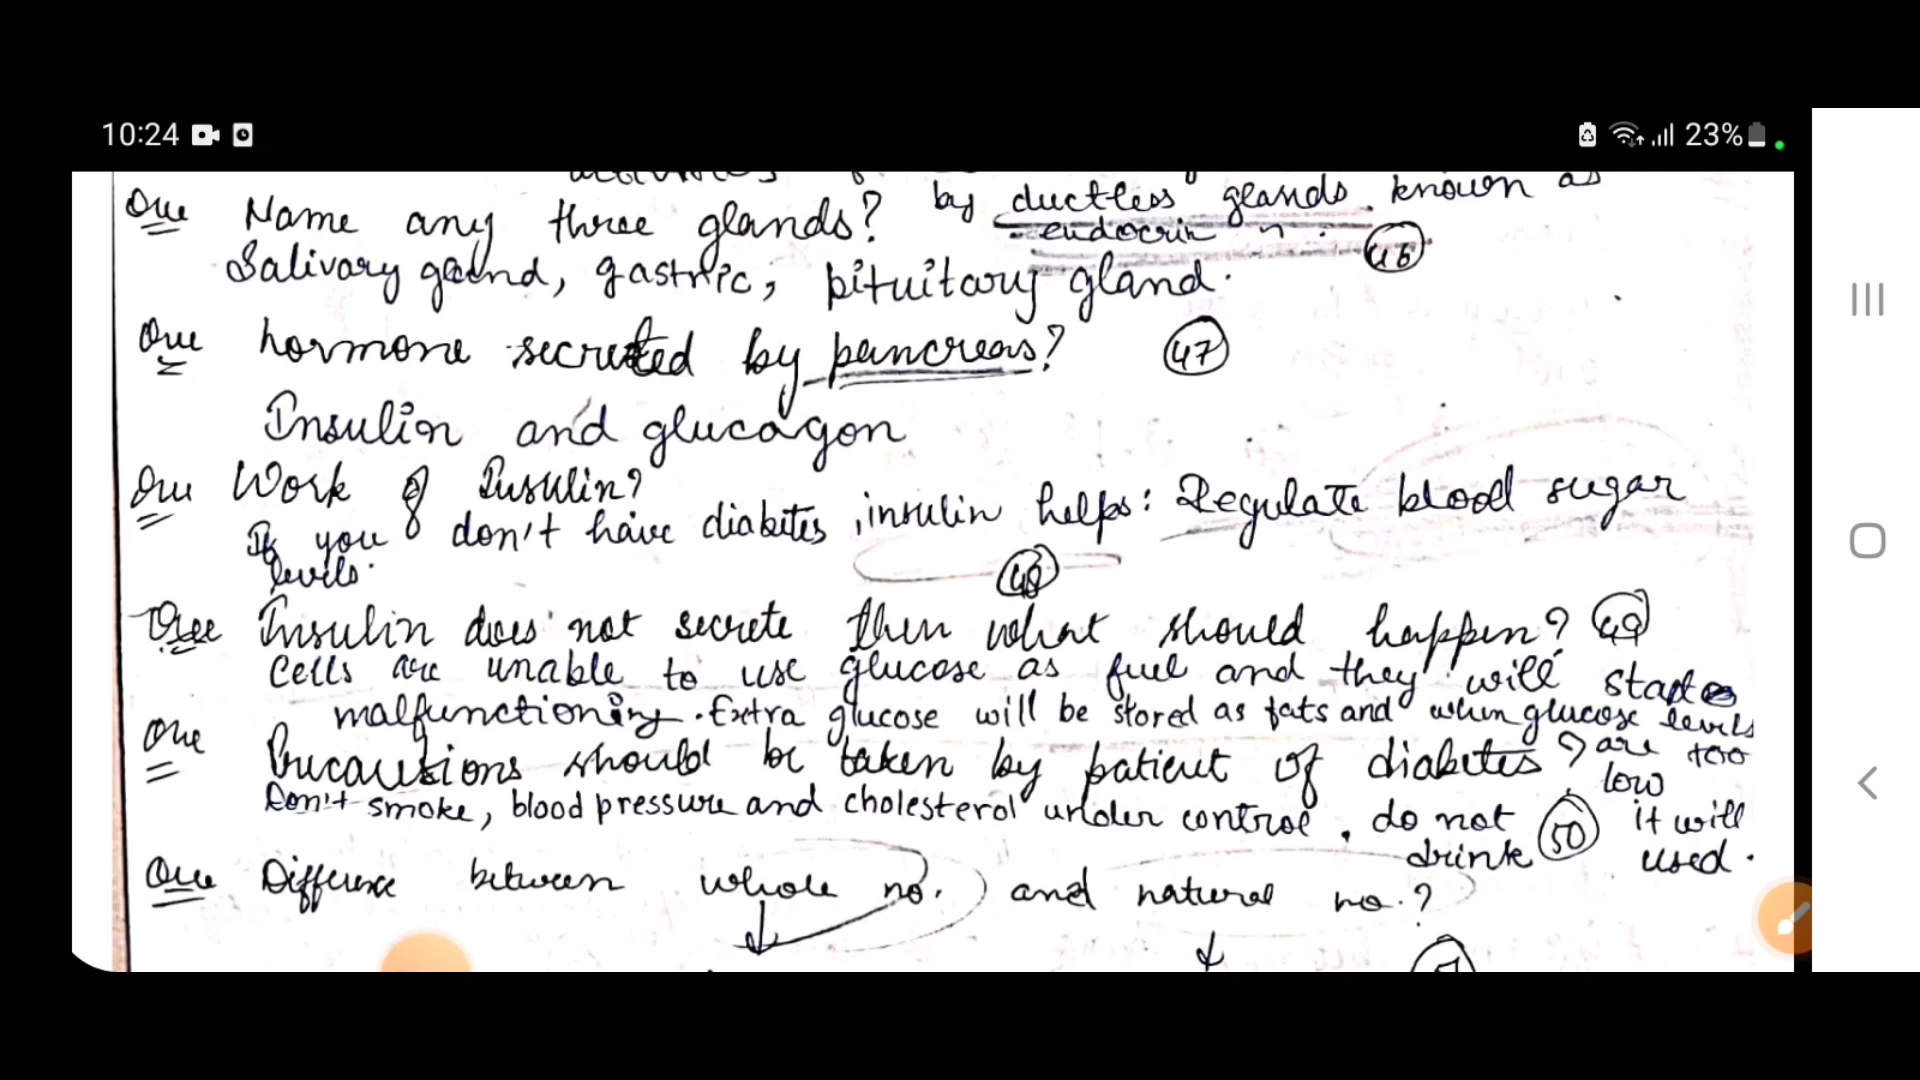 10:24
23%
by ductless glands known as
Que Name any three glands?
endocrin " . 46
Salivary gland, gastric, pituitary gland.
Que hormone secreted by pancreas? 47
Insulin and glucagon
Que Work of Insulin?
If you don't have diabites, insulin helps: Regulate blood sugar
levels. 48
Que Insulin does not secrete then what should happen? 49
Cells are unable to use glucose as fuel and they will start
malfunctioning. Extra glucose will be stored as fats and when glucose levels
are too
low
it will
used.
Que Precautions should be taken by patient of diabetes?
Don't smoke, blood pressure and cholesterol under control, do not
drink 50
Que Difference between whole no. and natural no.?